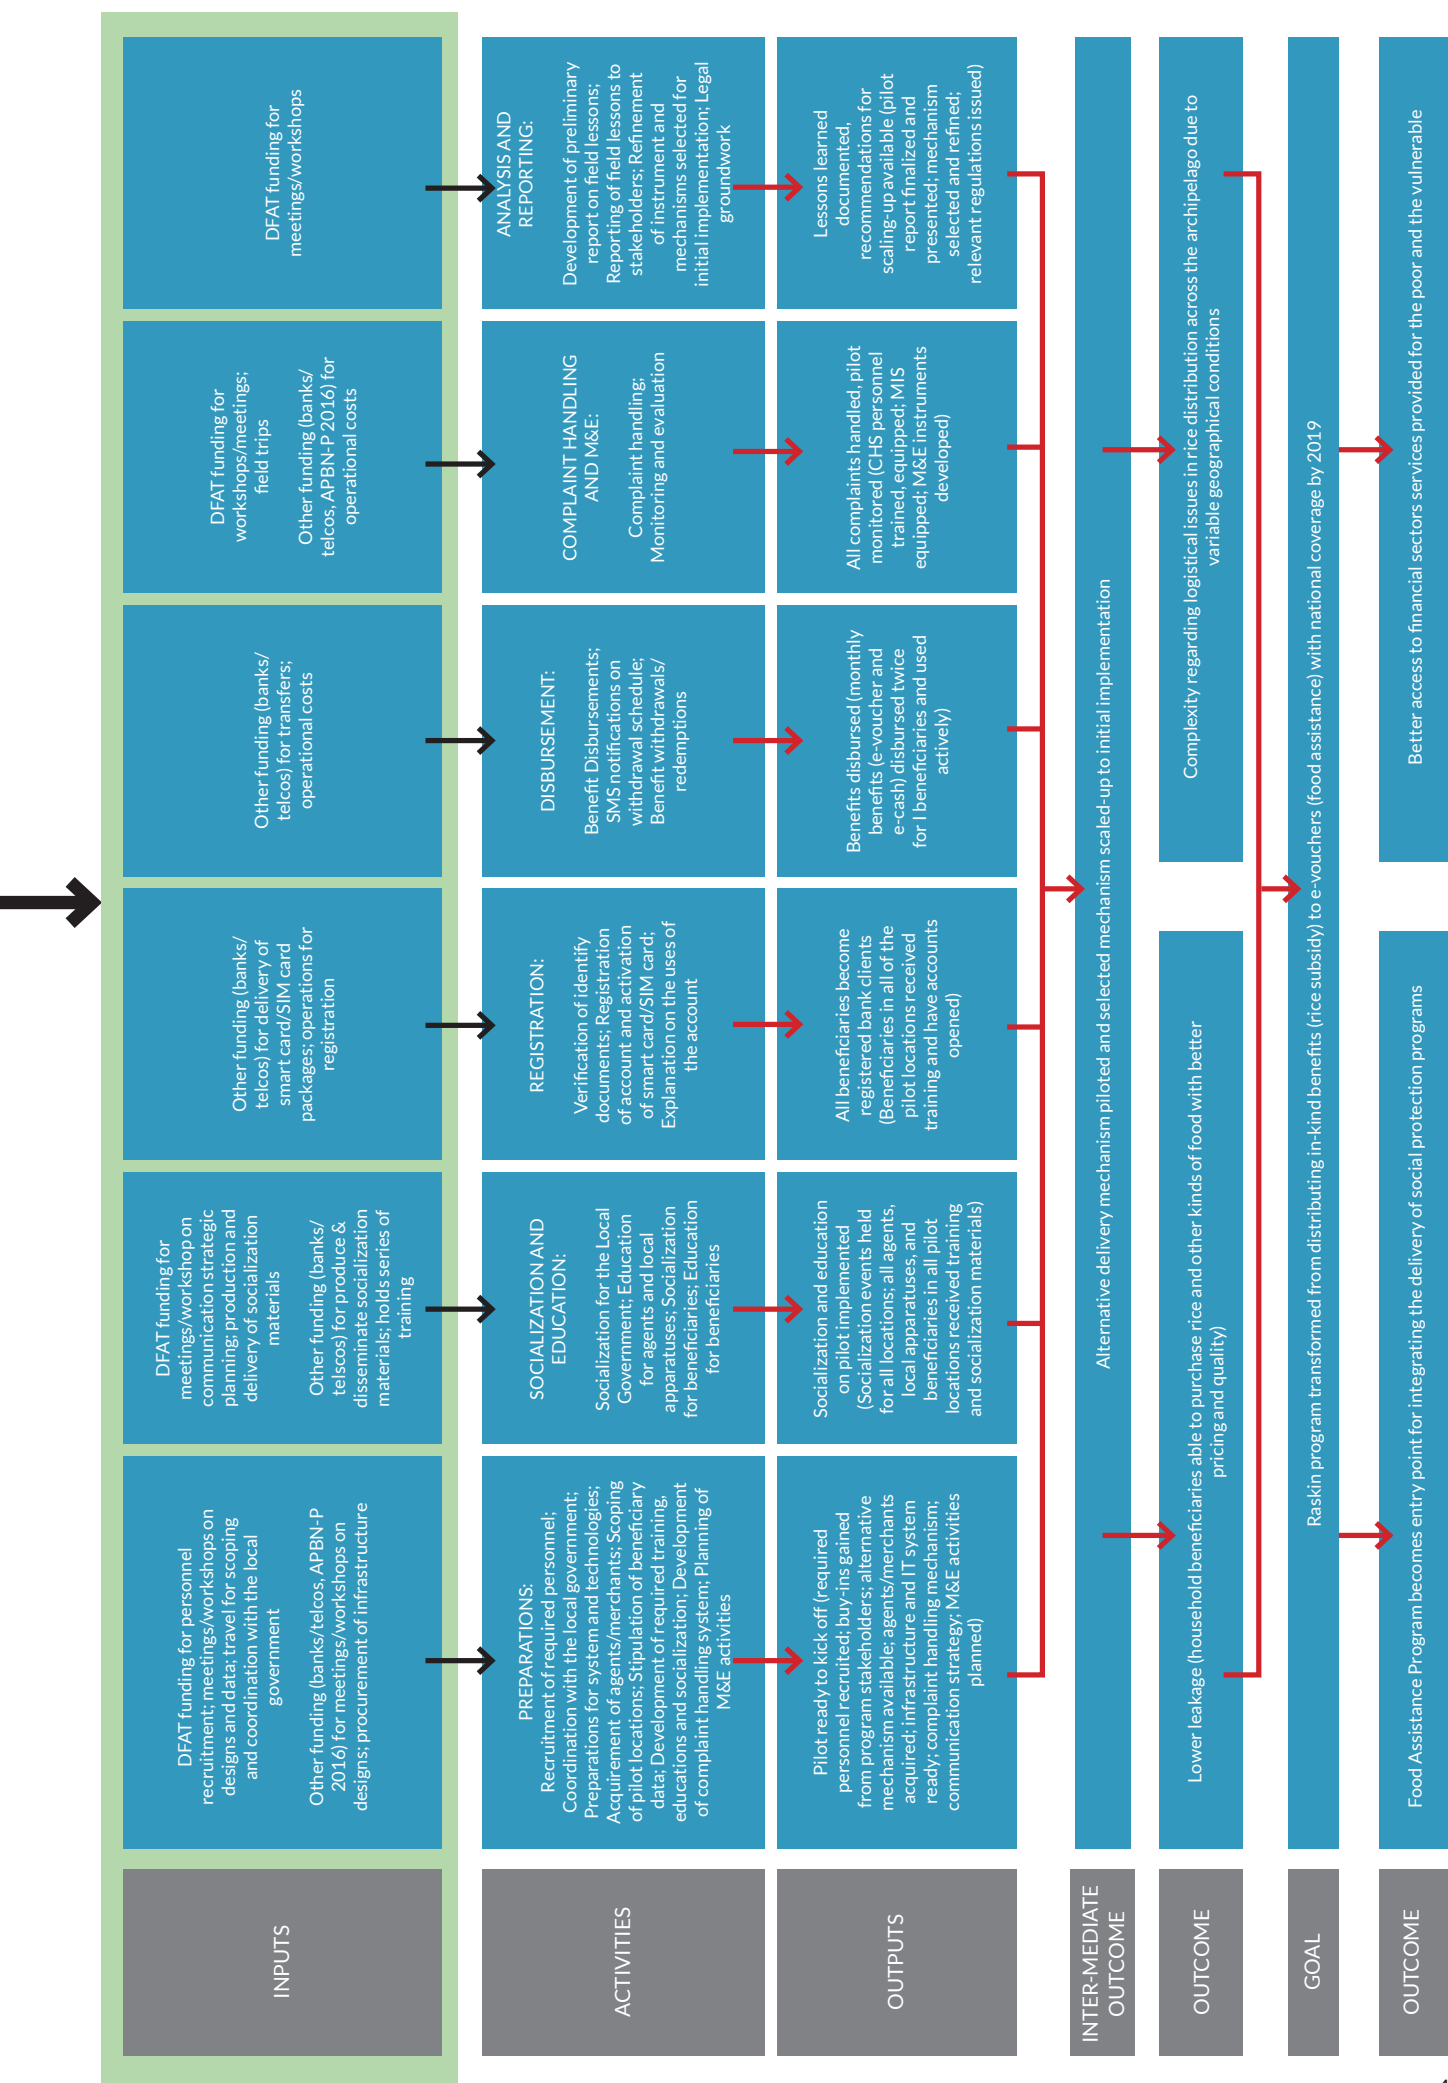 INPUTS
DFAT funding for personnel
recruitment; meetings/workshops on
designs and data; travel for scoping
and coordination with the local
government
Other funding (banks/telcos, APBN-P
2016) for meetings/workshops on
designs; procurement of infrastructure
DFAT funding for
meetings/workshop on
communication strategic
planning; production and
delivery of socialization
materials
Other funding (banks/
telscos) for produce &
disseminate socialization
materials; holds series of
training
Other funding (banks/
telcos) for delivery of
smart card/SIM card
packages; operations for
registration
Other funding (banks/
telcos) for transfers;
operational costs
DFAT funding for
workshops/meetings;
field trips
Other funding (banks/
telcos, APBN-P 2016) for
operational costs
DFAT funding for
meetings/workshops
ACTIVITIES
PREPARATIONS:
Recruitment of required personnel;
Coordination with the local government;
Preparations for system and technologies;
Acquirement of agents/merchants; Scoping
of pilot locations; Stipulation of beneficiary
data; Development of required training,
educations and socialization; Development
of complaint handling system; Planning of
M&E activities
SOCIALIZATION AND
EDUCATION:
Socialization for the Local
Government; Education
for agents and local
apparatuses; Socialization
for beneficiaries; Education
for beneficiaries
REGISTRATION:
Verification of identify
documents; Registration
of account and activation
of smart card/SIM card;
Explanation on the uses of
the account
DISBURSEMENT:
Benefit Disbursements;
SMS notifications on
withdrawal schedule;
Benefit withdrawals/
redemptions
COMPLAINT HANDLING
AND M&E:
Complaint handling;
Monitoring and evaluation
ANALYSIS AND
REPORTING:
Development of preliminary
report on field lessons;
Reporting of field lessons to
stakeholders; Refinement
of instrument and
mechanisms selected for
initial implementation; Legal
groundwork
OUTPUTS
Pilot ready to kick off (required
personnel recruited; buy-ins gained
from program stakeholders; alternative
mechanism available; agents/merchants
acquired; infrastructure and IT system
ready; complaint handling mechanism;
communication strategy; M&E activities
planned)
Socialization and education
on pilot implemented
(Socialization events held
for all locations; all agents,
local apparatuses, and
beneficiaries in all pilot
locations received training
and socialization materials)
All beneficiaries become
registered bank clients
(Beneficiaries in all of the
pilot locations received
training and have accounts
opened)
Benefits disbursed (monthly
benefits (e-voucher and
e-cash) disbursed twice
for I beneficiaries and used
actively)
All complaints handled, pilot
monitored (CHS personnel
trained, equipped; MIS
equipped; M&E instruments
developed)
Lessons learned
documented,
recommendations for
scaling-up available (pilot
report finalized and
presented; mechanism
selected and refined;
relevant regulations issued)
INTER-MEDIATE
OUTCOME
Alternative delivery mechanism piloted and selected mechanism scaled-up to initial implementation
OUTCOME
Lower leakage (household beneficiaries able to purchase rice and other kinds of food with better
pricing and quality)
Complexity regarding logistical issues in rice distribution across the archipelago due to
variable geographical conditions
GOAL
Raskin program transformed from distributing in-kind benefits (rice subsidy) to e-vouchers (food assistance) with national coverage by 2019
OUTCOME
Food Assistance Program becomes entry point for integrating the delivery of social protection programs
Better access to financial sectors services provided for the poor and the vulnerable